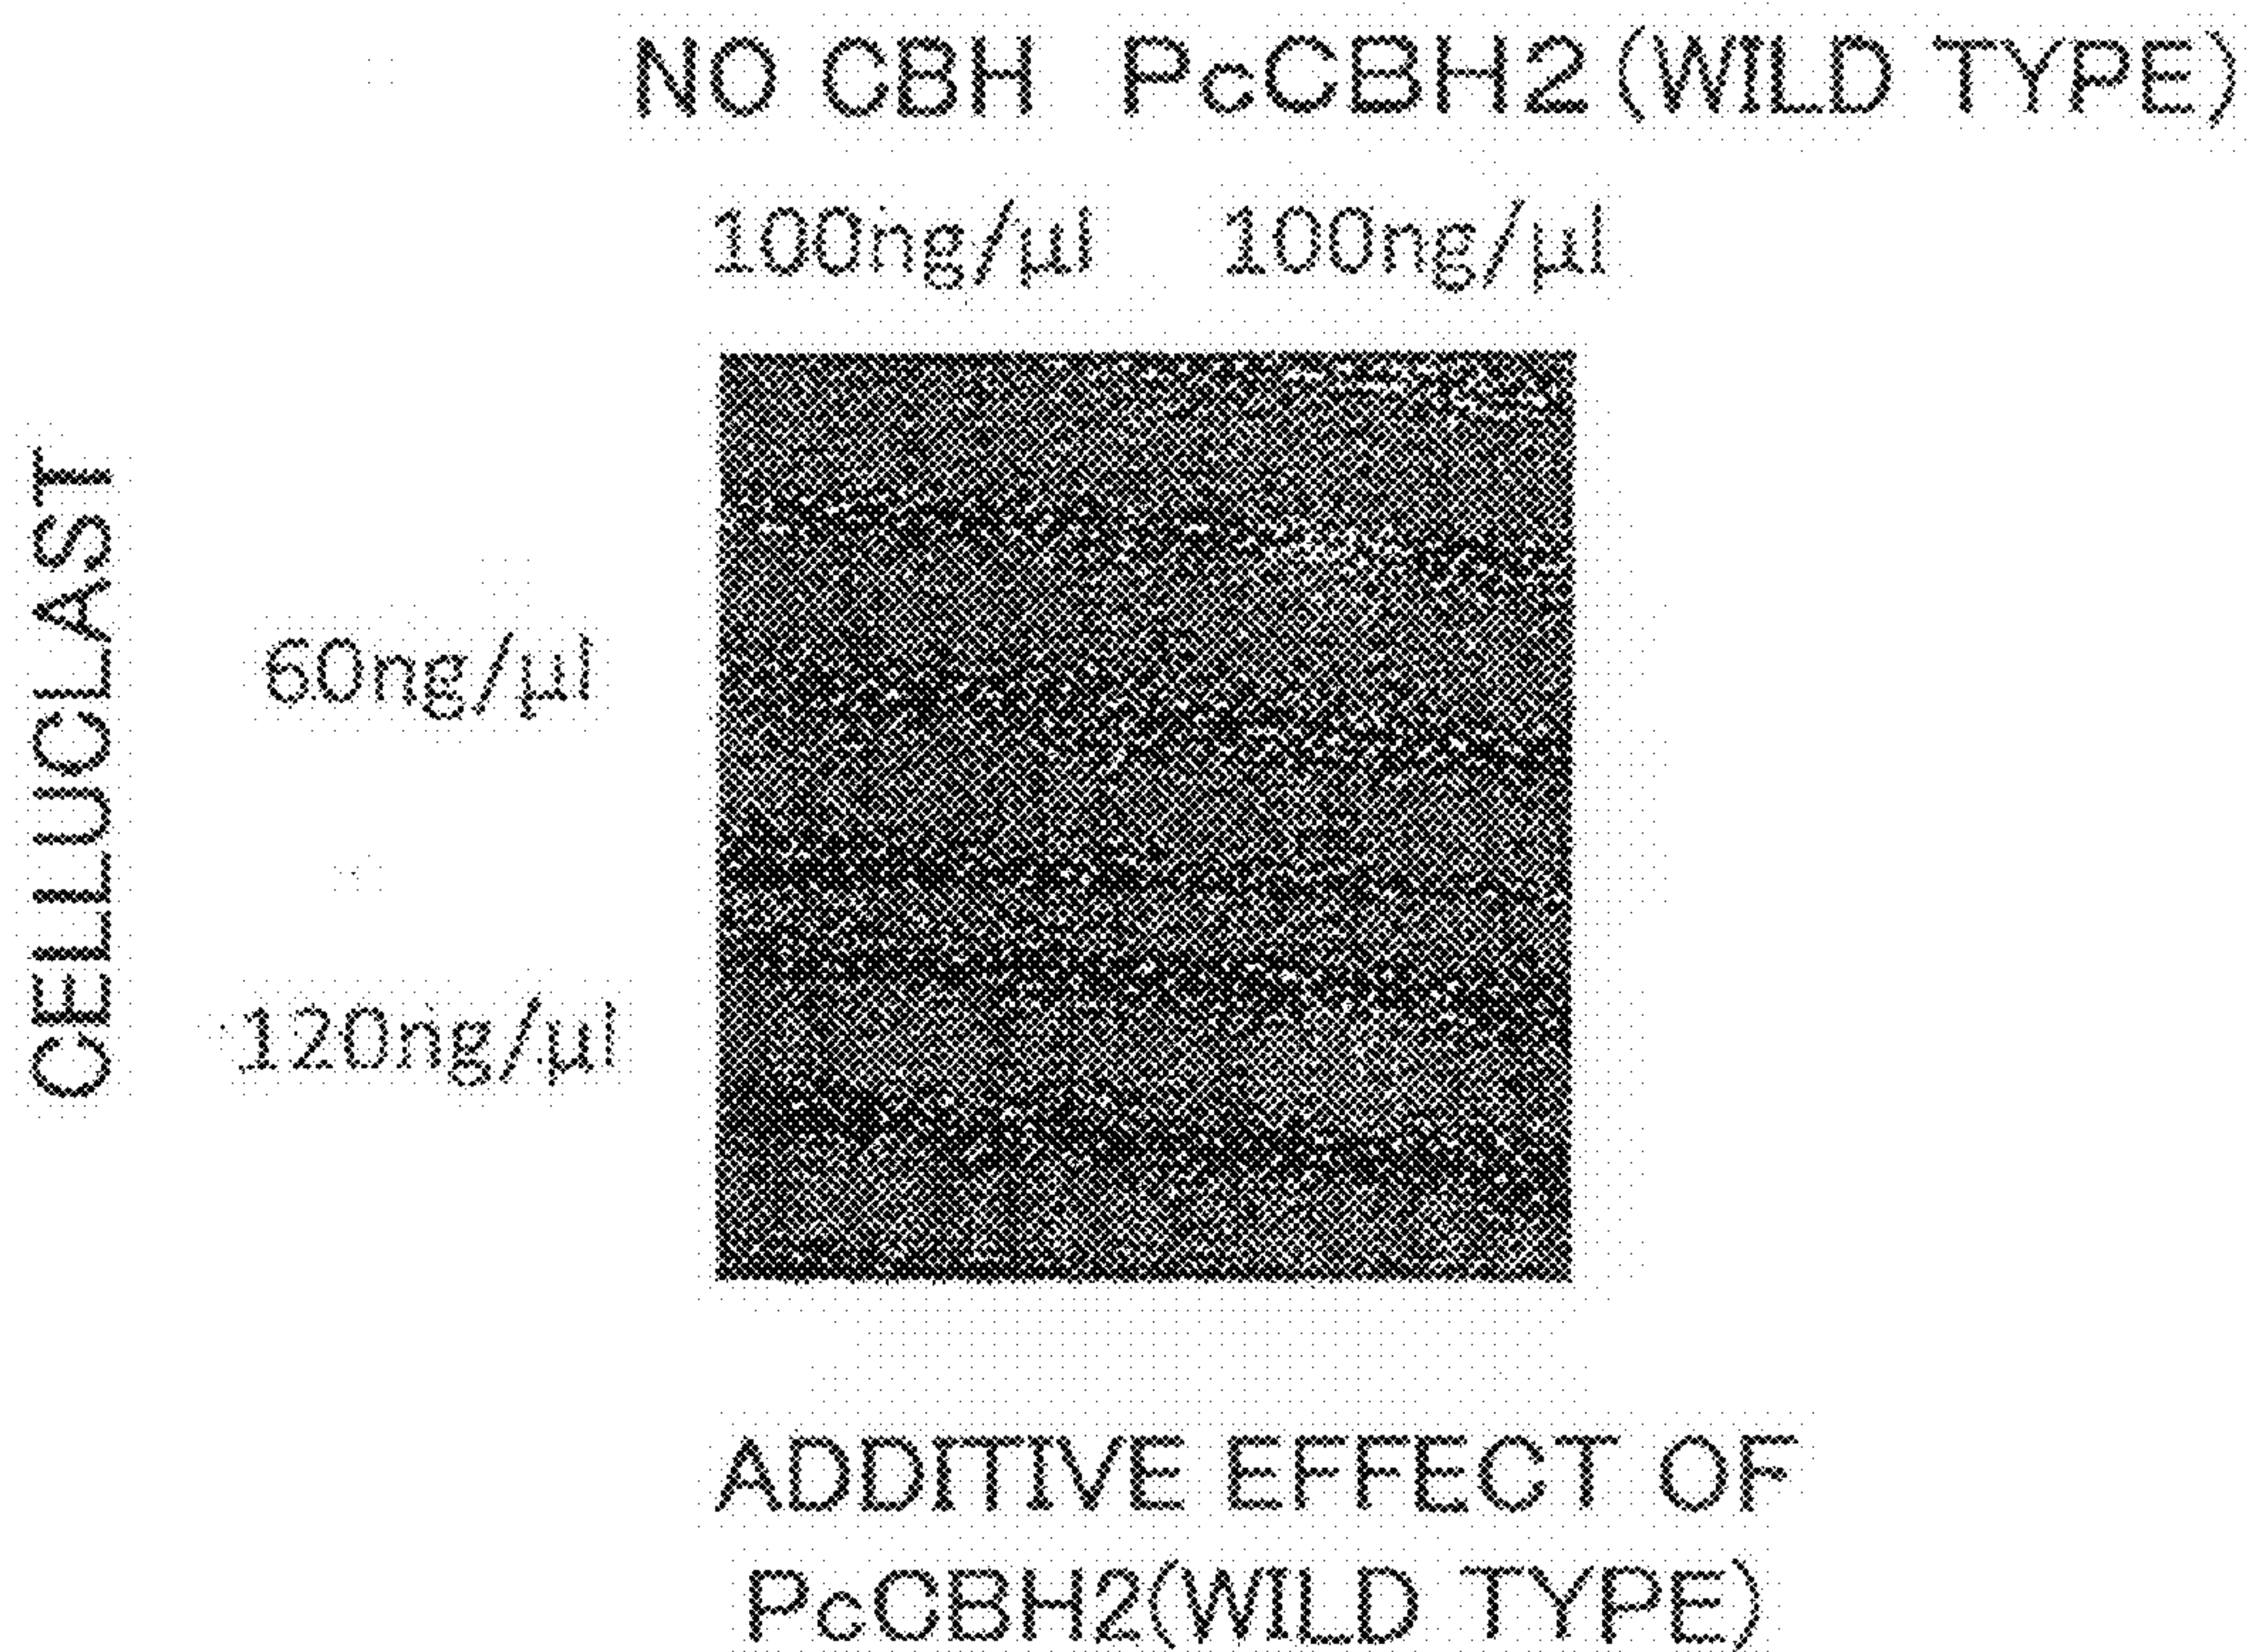 NO CBH PcCBH2 (WILD TYPE)
100ng/μl 100ng/μl
CELLUCLAST
60ng/μl
120ng/μl
ADDITIVE EFFECT OF
PcCBH2(WILD TYPE)